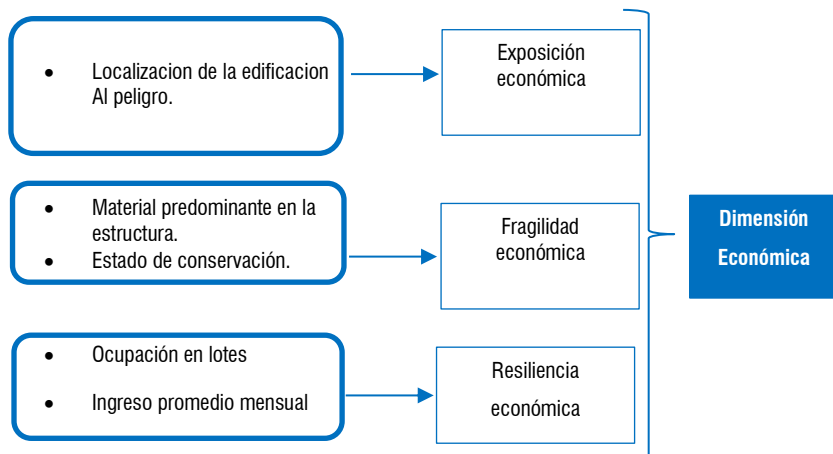 • Localizacion de la edificacion
Al peligro.
Exposición
económica
• Material predominante en la
estructura.
• Estado de conservación.
Fragilidad
económica
• Ocupación en lotes
• Ingreso promedio mensual
Resiliencia
económica
Dimensión
Económica